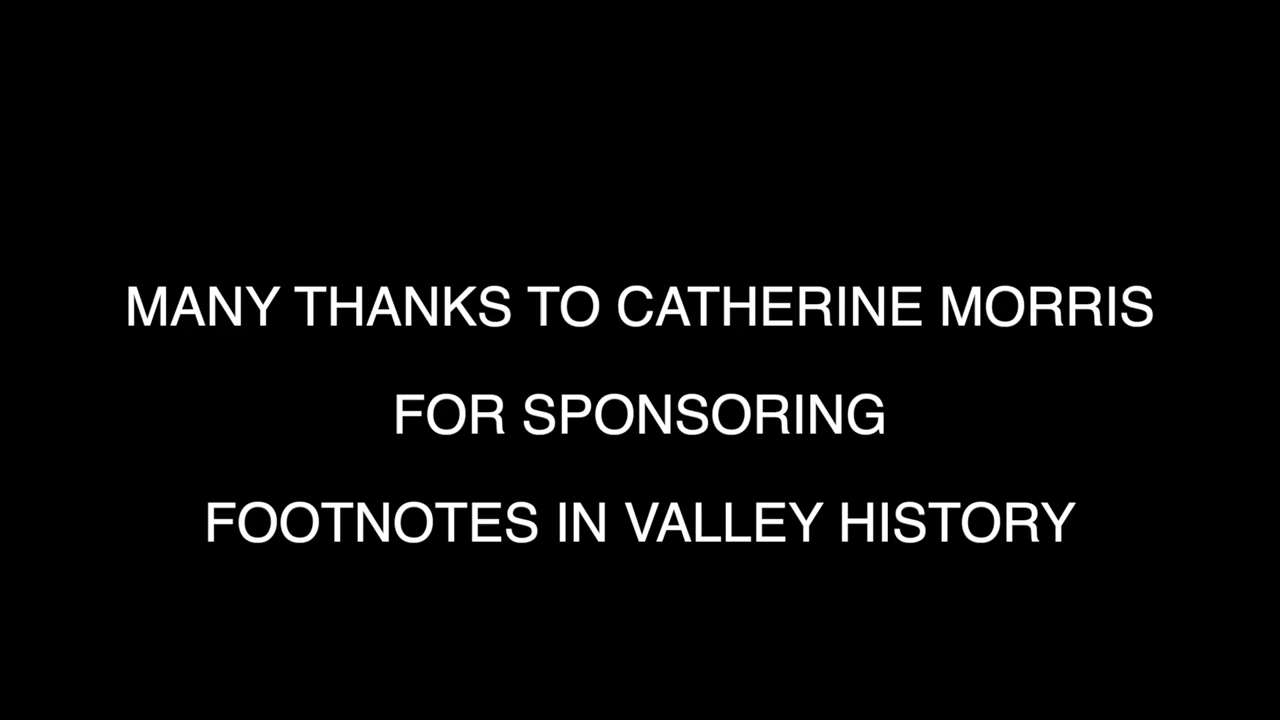 MANY THANKS TO CATHERINE MORRIS
FOR SPONSORING
FOOTNOTES IN VALLEY HISTORY